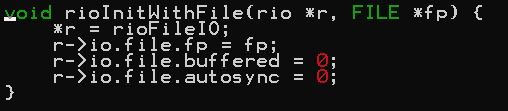 void rioInitWithFile(rio *r, FILE *fp) {
    *r = rioFileIO;
    r->io.file.fp = fp;
    r->io.file.buffered = 0;
    r->io.file.autosync = 0;
}